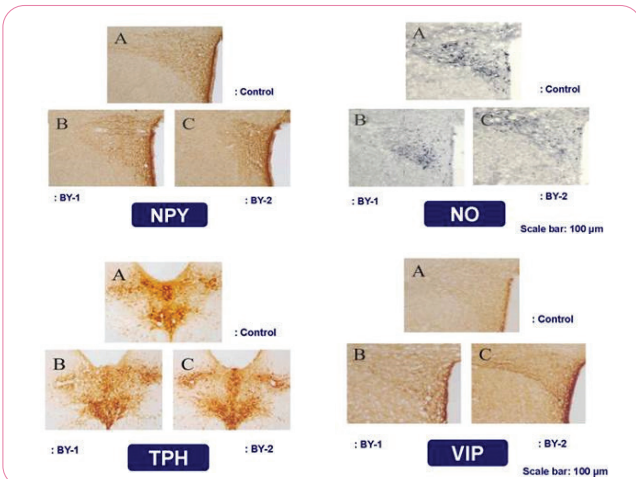 A
: Control
B
C
: BY-1
: BY-2
NPY
A
: Control
B
C
: BY-1
: BY-2
NO
Scale bar: 100 µm
A
: Control
B
C
: BY-1
: BY-2
TPH
A
: Control
B
C
: BY-1
: BY-2
VIP
Scale bar: 100 µm